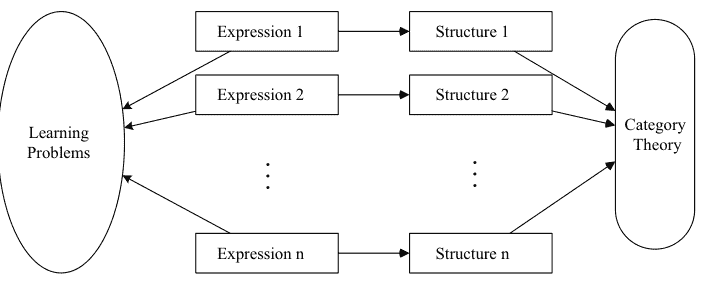 Expression 1
Structure 1
Expression 2
Structure 2
Learning
Problems
Category
Theory
Expression n
Structure n